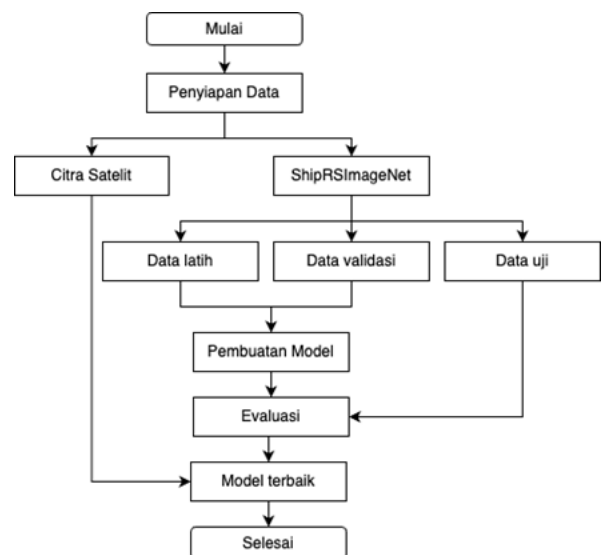 Mulai
Penyiapan Data
Citra Satelit
ShipRSImageNet
Data latih
Data validasi
Data uji
Pembuatan Model
Evaluasi
Model terbaik
Selesai